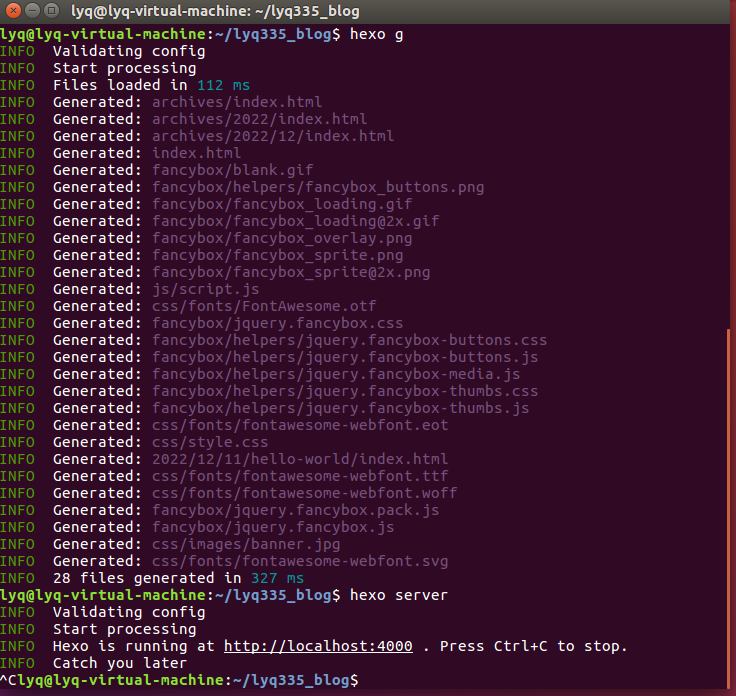 lyq@lyq-virtual-machine: ~/lyq335_blog
lyq@lyq-virtual-machine:~/lyq335_blog$ hexo g
INFO  Validating config
INFO  Start processing
INFO  Files loaded in 112 ms
INFO  Generated: archives/index.html
INFO  Generated: archives/2022/index.html
INFO  Generated: archives/2022/12/index.html
INFO  Generated: index.html
INFO  Generated: fancybox/blank.gif
INFO  Generated: fancybox/helpers/fancybox_buttons.png
INFO  Generated: fancybox/fancybox_loading.gif
INFO  Generated: fancybox/fancybox_loading@2x.gif
INFO  Generated: fancybox/fancybox_overlay.png
INFO  Generated: fancybox/fancybox_sprite.png
INFO  Generated: fancybox/fancybox_sprite@2x.png
INFO  Generated: js/script.js
INFO  Generated: css/fonts/FontAwesome.otf
INFO  Generated: fancybox/jquery.fancybox.css
INFO  Generated: fancybox/helpers/jquery.fancybox-buttons.css
INFO  Generated: fancybox/helpers/jquery.fancybox-buttons.js
INFO  Generated: fancybox/helpers/jquery.fancybox-media.js
INFO  Generated: fancybox/helpers/jquery.fancybox-thumbs.css
INFO  Generated: fancybox/helpers/jquery.fancybox-thumbs.js
INFO  Generated: css/fonts/fontawesome-webfont.eot
INFO  Generated: css/style.css
INFO  Generated: 2022/12/11/hello-world/index.html
INFO  Generated: css/fonts/fontawesome-webfont.ttf
INFO  Generated: css/fonts/fontawesome-webfont.woff
INFO  Generated: fancybox/jquery.fancybox.pack.js
INFO  Generated: fancybox/jquery.fancybox.js
INFO  Generated: css/images/banner.jpg
INFO  Generated: css/fonts/fontawesome-webfont.svg
INFO  28 files generated in 327 ms
lyq@lyq-virtual-machine:~/lyq335_blog$ hexo server
INFO  Validating config
INFO  Start processing
INFO  Hexo is running at http://localhost:4000 . Press Ctrl+C to stop.
INFO  Catch you later
^Clyq@lyq-virtual-machine:~/lyq335_blog$